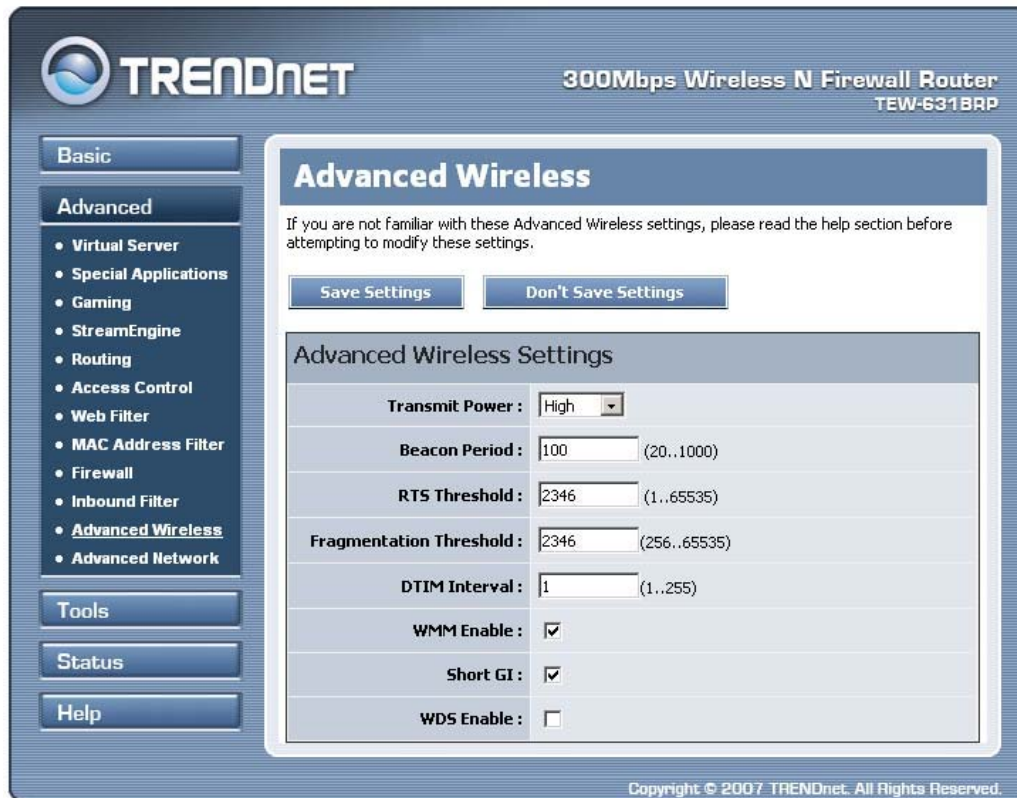 TRENDNET
300Mbps Wireless N Firewall Router
TEW-631BRP
Basic
Advanced
• Virtual Server
• Special Applications
• Gaming
• StreamEngine
• Routing
• Access Control
• Web Filter
• MAC Address Filter
• Firewall
• Inbound Filter
• Advanced Wireless
• Advanced Network
Tools
Status
Help
Advanced Wireless
If you are not familiar with these Advanced Wireless settings, please read the help section before
attempting to modify these settings.
Save Settings Don't Save Settings
Advanced Wireless Settings
Transmit Power : High
Beacon Period : 100 (20..1000)
RTS Threshold : 2346 (1..65535)
Fragmentation Threshold : 2346 (256..65535)
DTIM Interval : 1 (1..255)
WMM Enable :
Short GI :
WDS Enable :
Copyright © 2007 TRENDnet. All Rights Reserved.